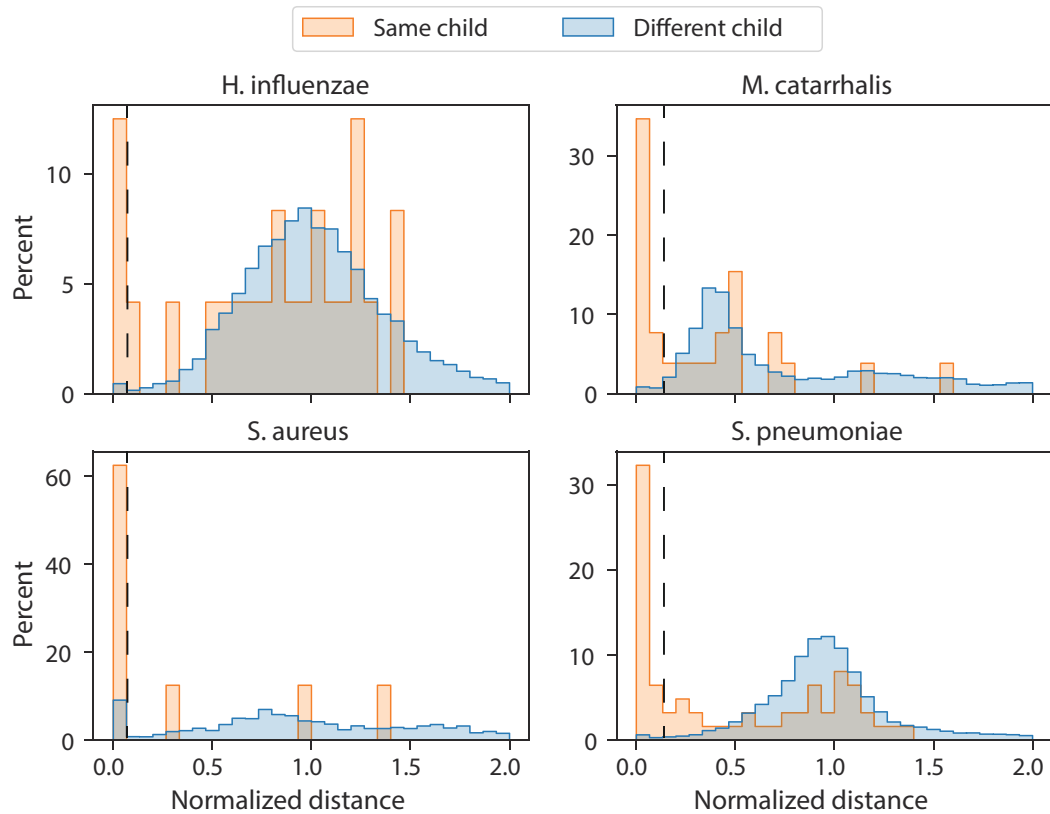 Same child Different child
H. influenzae
M. catarrhalis
Percent
10
5
0
30
20
10
0
S. aureus
S. pneumoniae
Percent
60
40
20
0
30
20
10
0
0.0 0.5 1.0 1.5 2.0
0.0 0.5 1.0 1.5 2.0
Normalized distance
Normalized distance